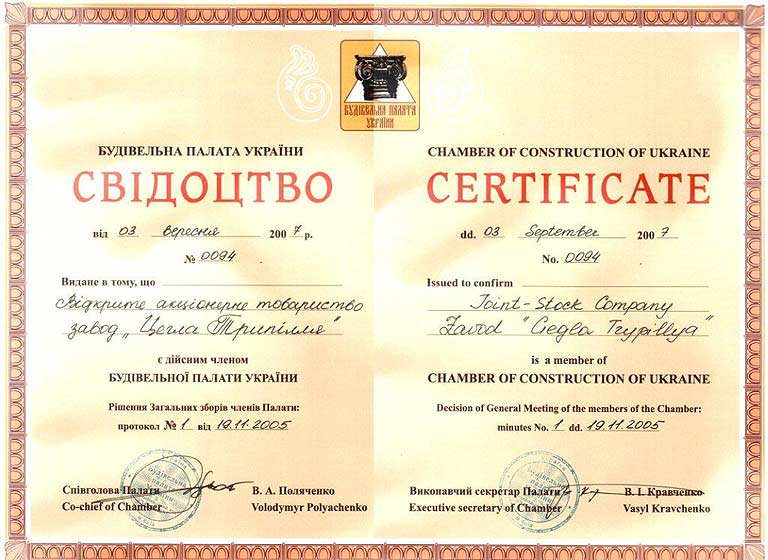 БУДІВЕЛЬНА ПАЛАТА
УКРАЇНИ
БУДІВЕЛЬНА ПАЛАТА УКРАЇНИ
СВІДОЦТВО
від 03 вересня 2007 р.
№ 0094
Видане в тому, що
Відкрите акціонерне товариство
завод „Цегла Трипілля"
є дійсним членом
БУДІВЕЛЬНОЇ ПАЛАТИ УКРАЇНИ
Рішення Загальних зборів членів Палати:
протокол № 1 від 19.11.2005
Співголова Палати В. А. Поляченко
Co-chief of Chamber Volodymyr Polyachenko
CHAMBER OF CONSTRUCTION OF UKRAINE
CERTIFICATE
dd. 03 September 2007
No. 0094
Issued to confirm
Joint-Stock Company
Zavod "Cegla Trypillya"
is a member of
CHAMBER OF CONSTRUCTION OF UKRAINE
Decision of General Meeting of the members of the Chamber:
minutes No. 1 dd. 19.11.2005
Виконавчий секретар Палати В. І. Кравченко
Executive secretary of Chamber Vasyl Kravchenko